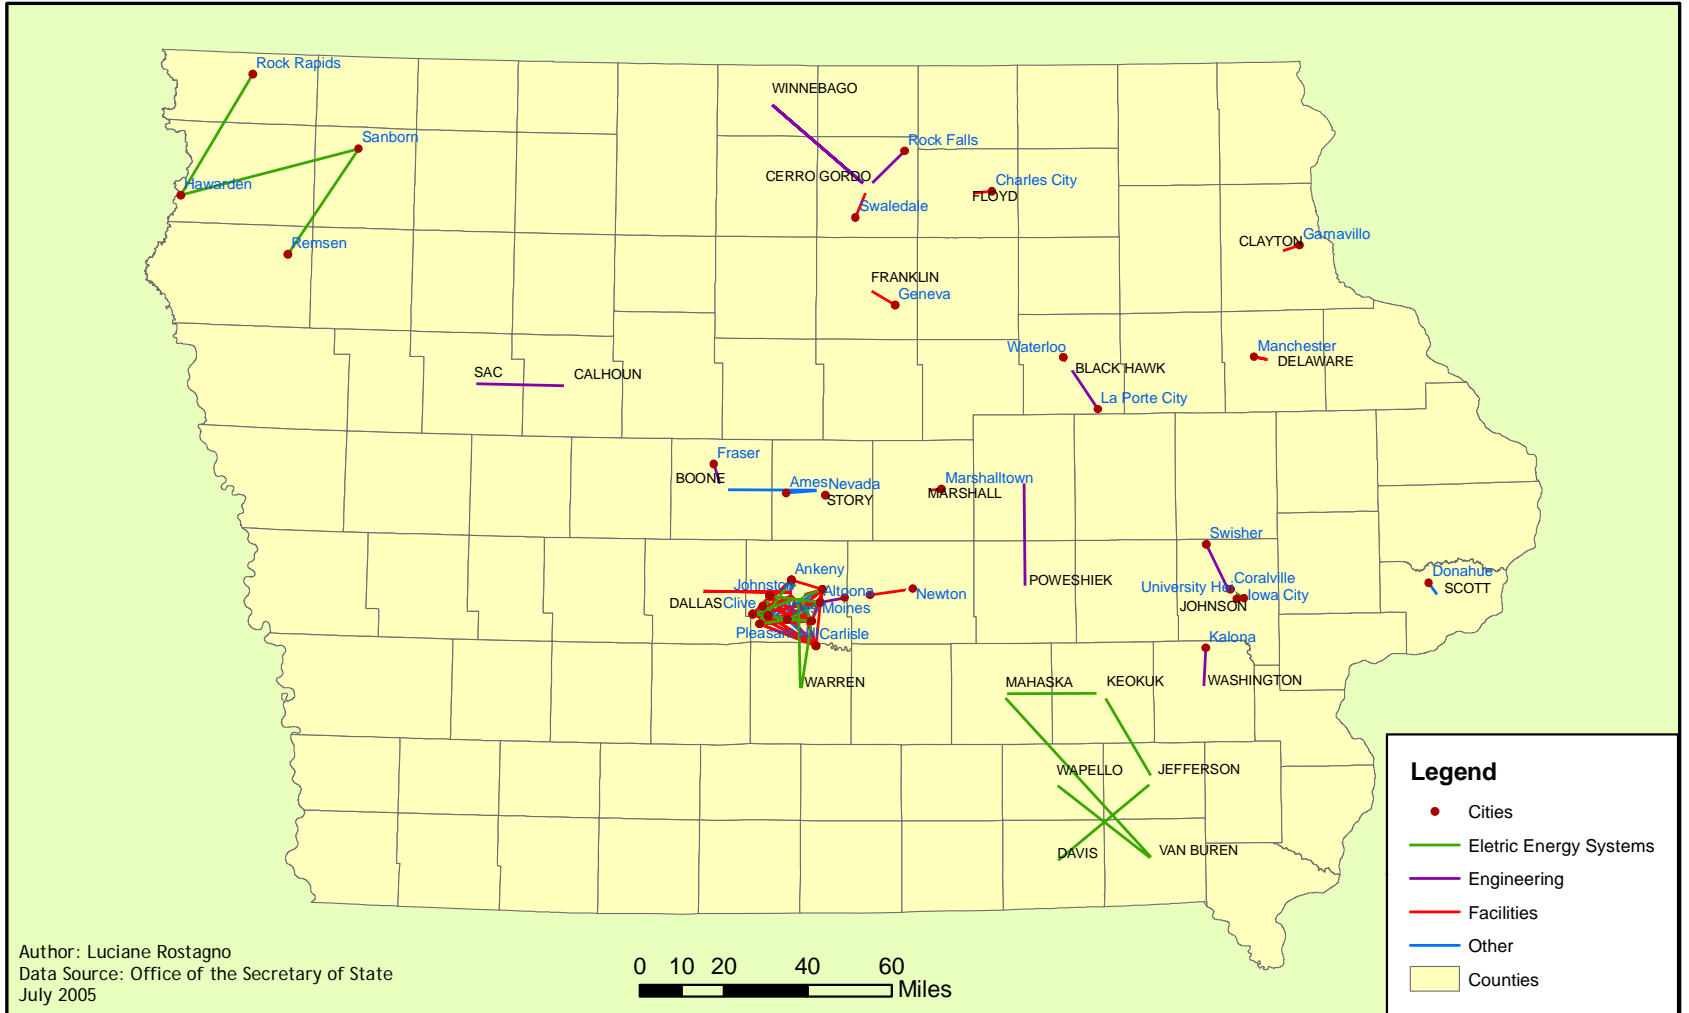 Rock Rapids
WINNEBAGO
Sanborn
Rock Falls
Hawarden
CERRO GORDO
Charles City
FLOYD
Swaledale
Remsen
CLAYTON
Garnavillo
FRANKLIN
Geneva
Waterloo
Manchester
BLACK HAWK
DELAWARE
SAC
CALHOUN
La Porte City
Fraser
BOONE
Ames
Nevada
STORY
Marshalltown
MARSHALL
Swisher
Ankeny
Johnston
Altoona
Newton
POWESHIEK
University Hei
Coralville
Iowa City
JOHNSON
Donahue
SCOTT
DALLAS
Clive
Moines
Carlisle
Kalona
WARREN
MAHASKA
KEOKUK
WASHINGTON
WAPELLO
JEFFERSON
DAVIS
VAN BUREN
Legend
Cities
Eletric Energy Systems
Engineering
Facilities
Other
Counties
Author: Luciane Rostagno
Data Source: Office of the Secretary of State
July 2005
0 10 20 40 60
Miles